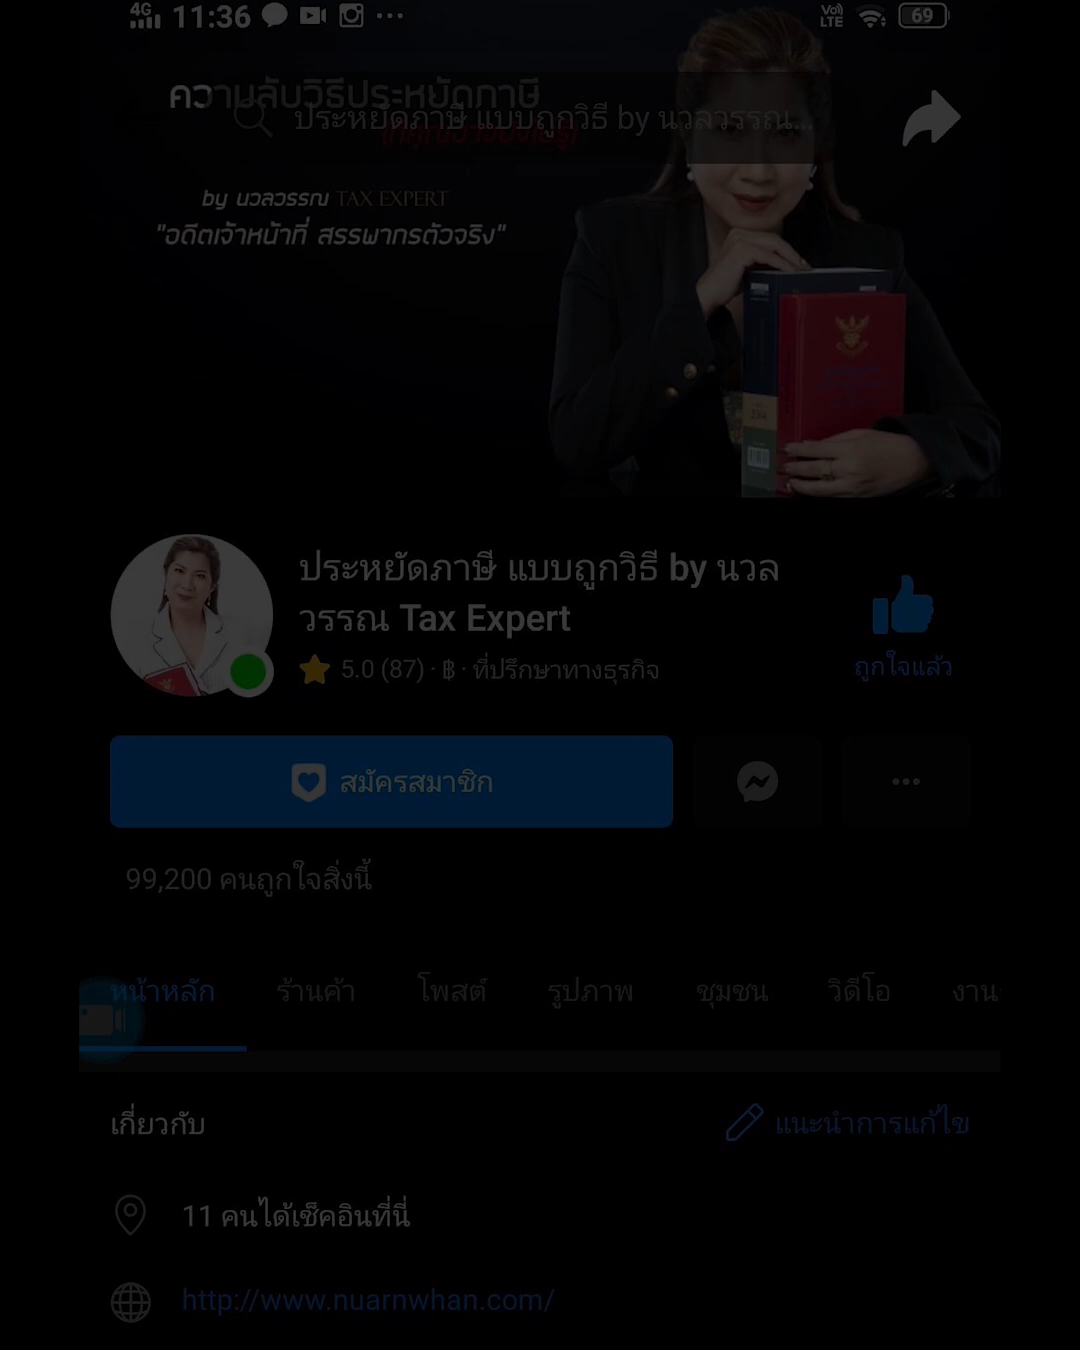 4G 11:36 Vo) LTE 69
ความลับวิธีประหยัดภาษี
ประหยัดภาษี แบบถูกวิธี by นวลวรรณ...
by นวลวรรณ TAX EXPERT
"อดีตเจ้าหน้าที่ สรรพากรตัวจริง"
ประหยัดภาษี แบบถูกวิธี by นวล
วรรณ Tax Expert
5.0 (87) · ฿ · ที่ปรึกษาทางธุรกิจ
ถูกใจแล้ว
สมัครสมาชิก
99,200 คนถูกใจสิ่งนี้
หน้าหลัก ร้านค้า โพสต์ รูปภาพ ชุมชน วิดีโอ งาน
เกี่ยวกับ แนะนำการแก้ไข
11 คนได้เช็คอินที่นี่
http://www.nuarnwhan.com/